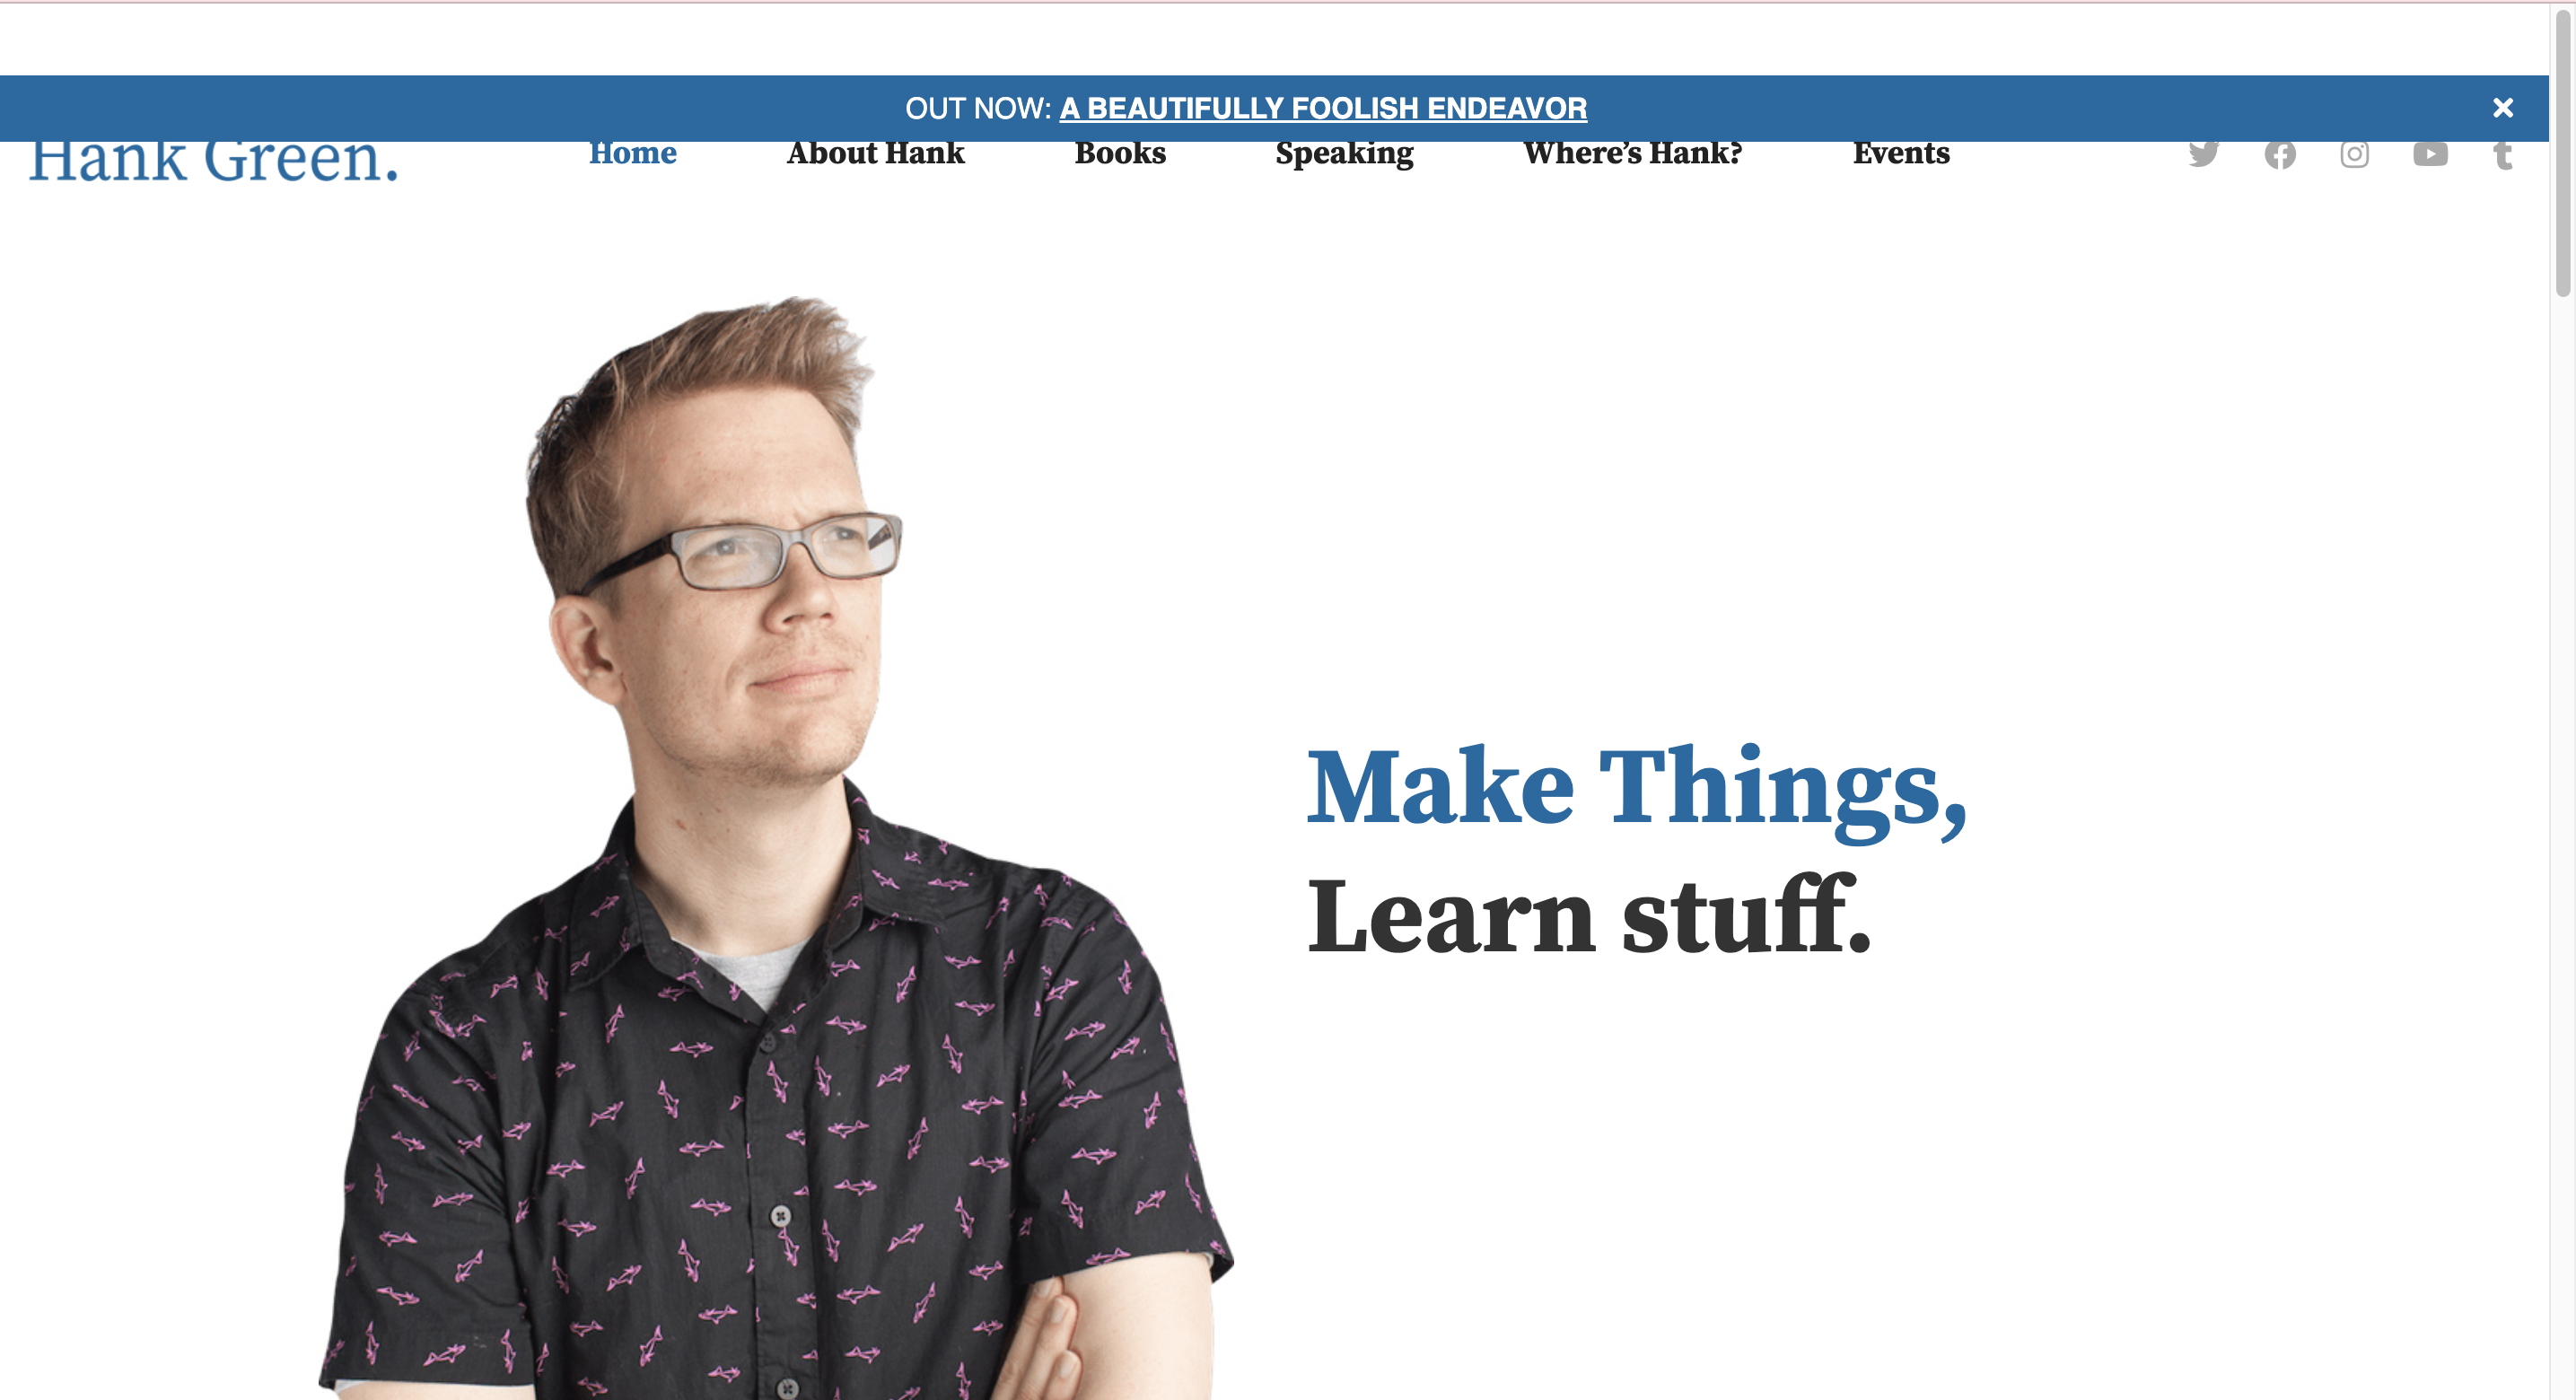 OUT NOW: A BEAUTIFULLY FOOLISH ENDEAVOR
Hank Green. Home About Hank Books Speaking Where's Hank? Events
Make Things,
Learn stuff.